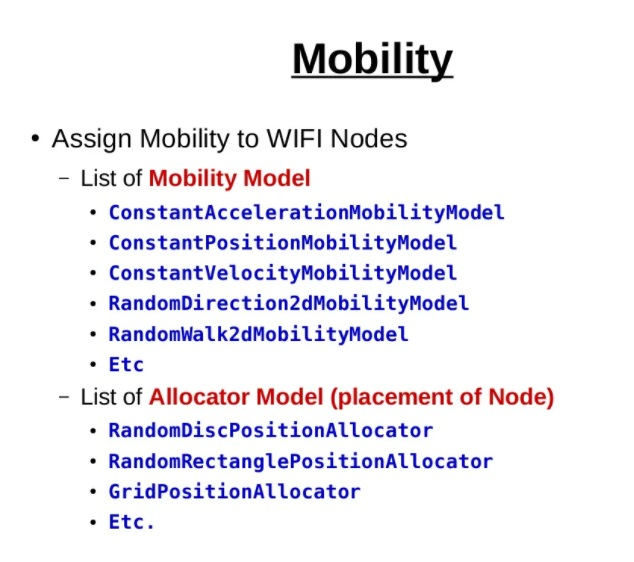 Mobility
• Assign Mobility to WIFI Nodes
– List of Mobility Model
• ConstantAccelerationMobilityModel
• ConstantPositionMobilityModel
• ConstantVelocityMobilityModel
• RandomDirection2dMobilityModel
• RandomWalk2dMobilityModel
• Etc
– List of Allocator Model (placement of Node)
• RandomDiscPositionAllocator
• RandomRectanglePositionAllocator
• GridPositionAllocator
• Etc.